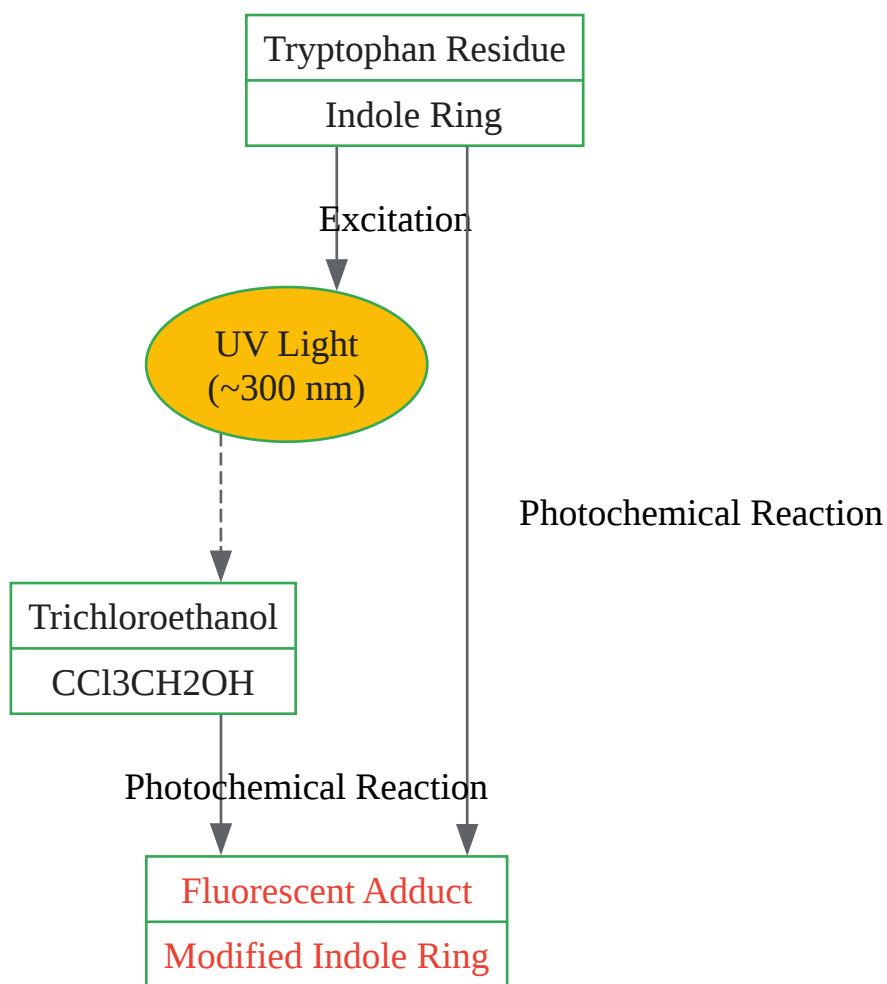 Tryptophan Residue
Indole Ring
Excitation
UV Light
(~300 nm)
Photochemical Reaction
Trichloroethanol
CCl3CH2OH
Photochemical Reaction
Fluorescent Adduct
Modified Indole Ring